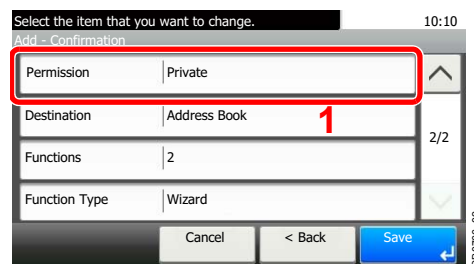 Select the item that you want to change. 10:10
Add - Confirmation
Permission Private
Destination Address Book 1
2/2
Functions 2
Function Type Wizard
Cancel < Back Save